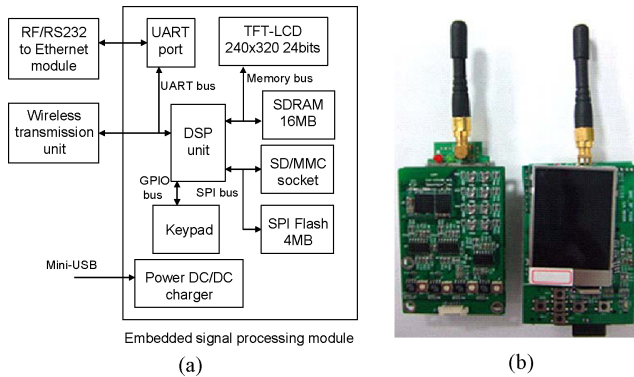 RF/RS232
to Ethernet
module
UART
port
TFT-LCD
240x320 24bits
UART bus
Memory bus
Wireless
transmission
unit
DSP
unit
SDRAM
16MB
SD/MMC
socket
GPIO
bus
SPI bus
Keypad
SPI Flash
4MB
Mini-USB
Power DC/DC
charger
Embedded signal processing module
(a)
(b)